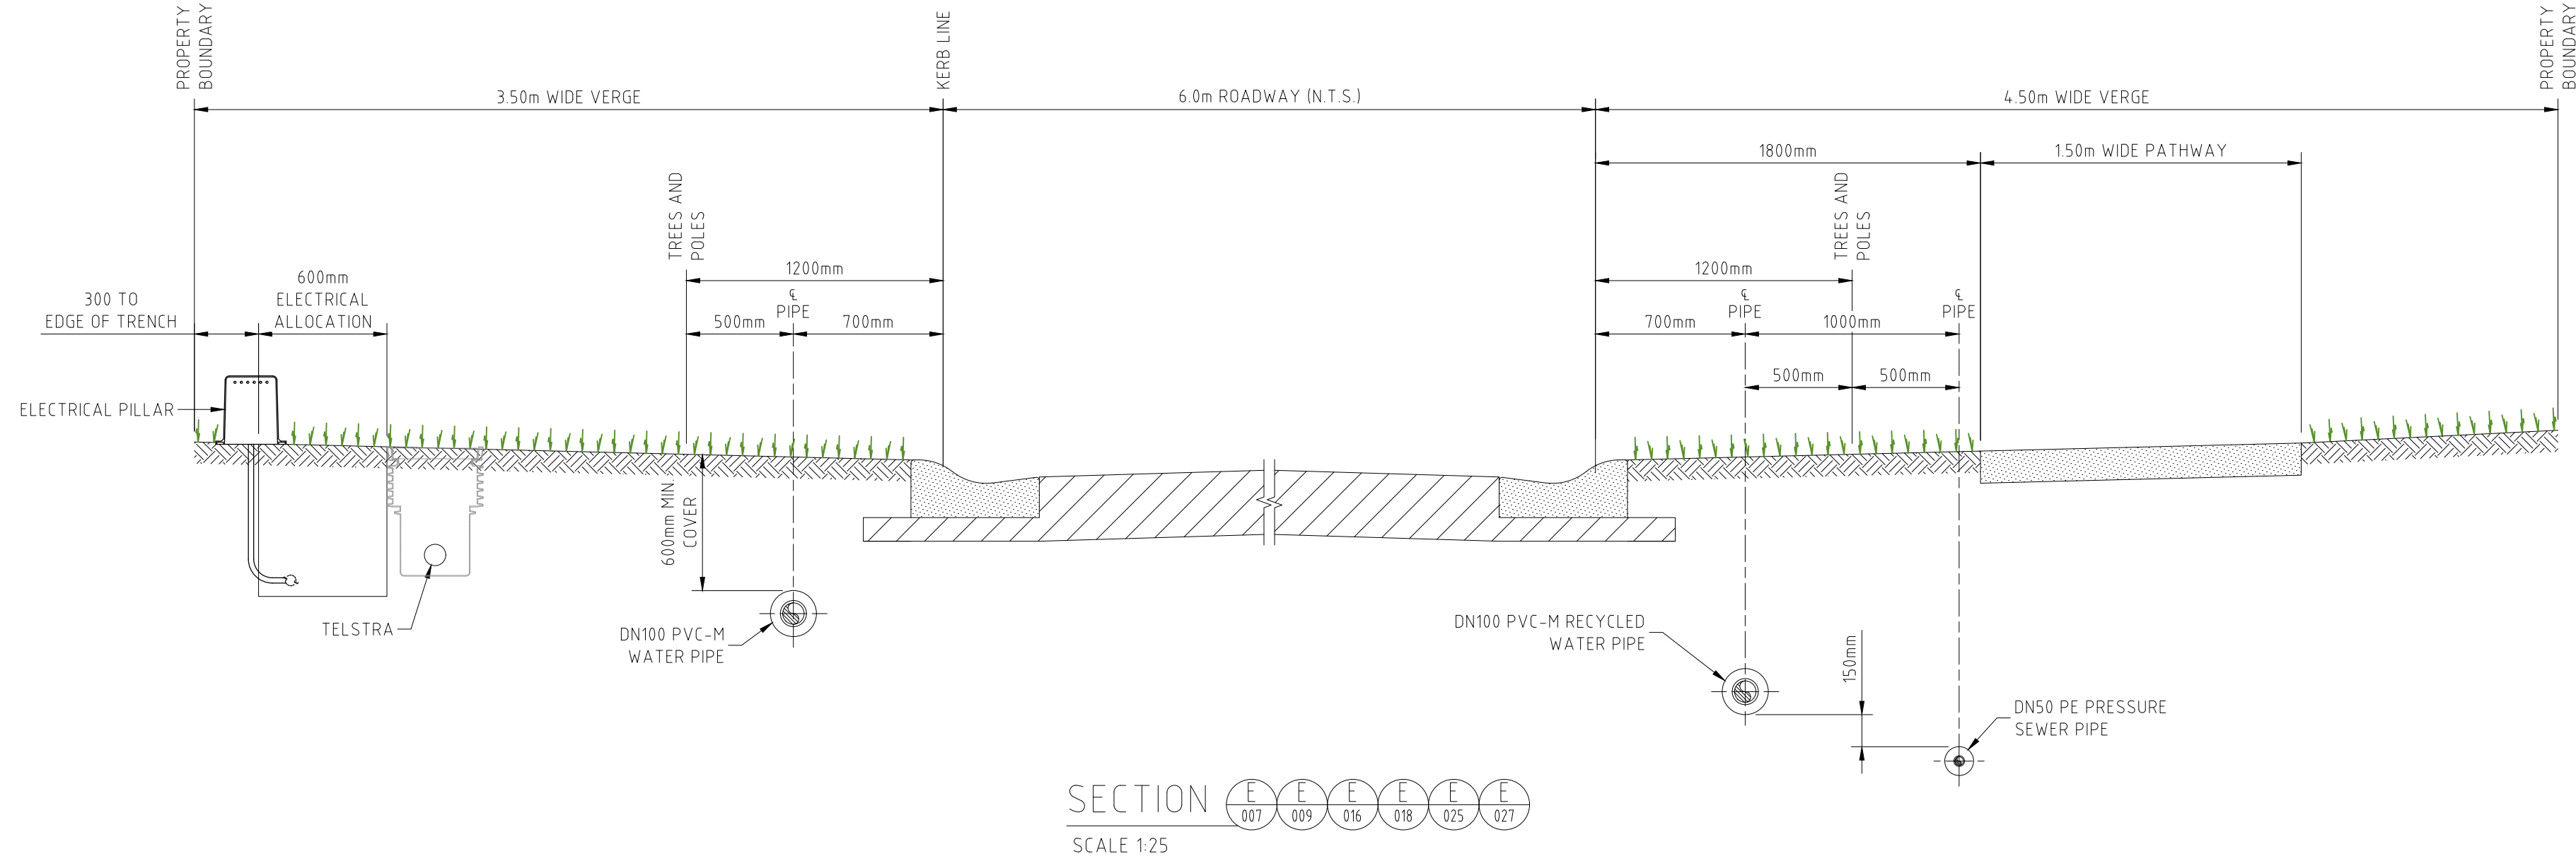 PROPERTY
BOUNDARY
KERB LINE
PROPERTY
BOUNDARY
3.50m WIDE VERGE
6.0m ROADWAY (N.T.S.)
4.50m WIDE VERGE
1800mm
1.50m WIDE PATHWAY
TREES AND
POLES
TREES AND
POLES
1200mm
1200mm
600mm
ELECTRICAL
ALLOCATION
300 TO
EDGE OF TRENCH
℄
PIPE
℄
PIPE
℄
PIPE
500mm
700mm
700mm
1000mm
500mm
500mm
ELECTRICAL PILLAR
600mm MIN.
COVER
TELSTRA
DN100 PVC-M
WATER PIPE
DN100 PVC-M RECYCLED
WATER PIPE
150mm
DN50 PE PRESSURE
SEWER PIPE
SECTION
E
007
E
009
E
016
E
018
E
025
E
027
SCALE 1:25